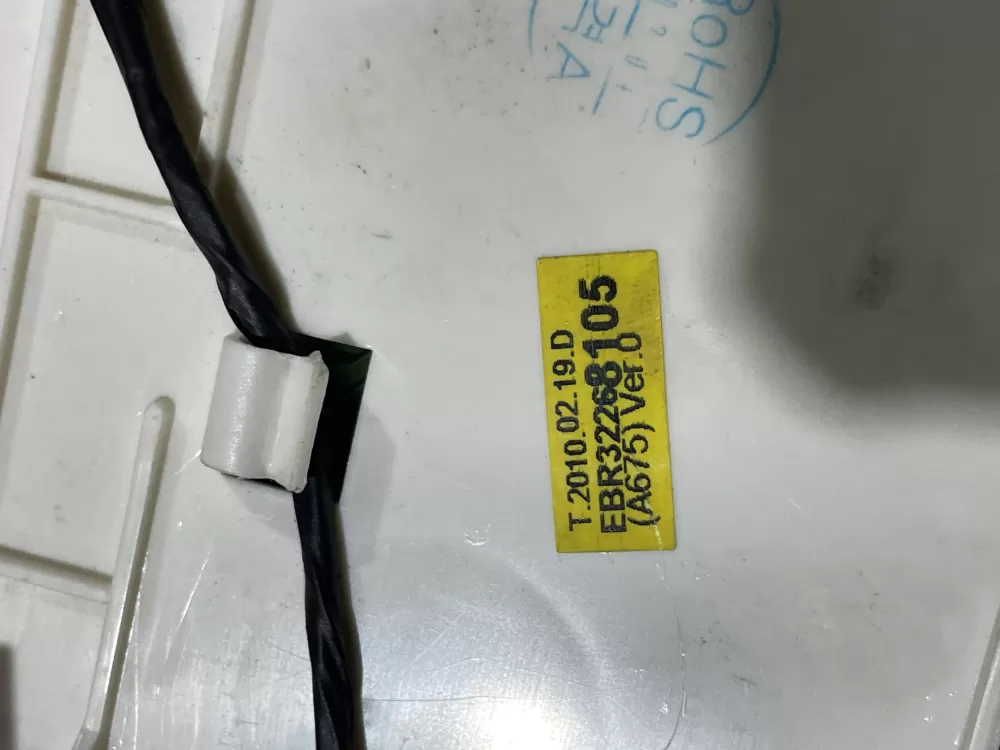 T.2010.02.19.D
EBR32268105
(A675) Ver.0
ROHS
A